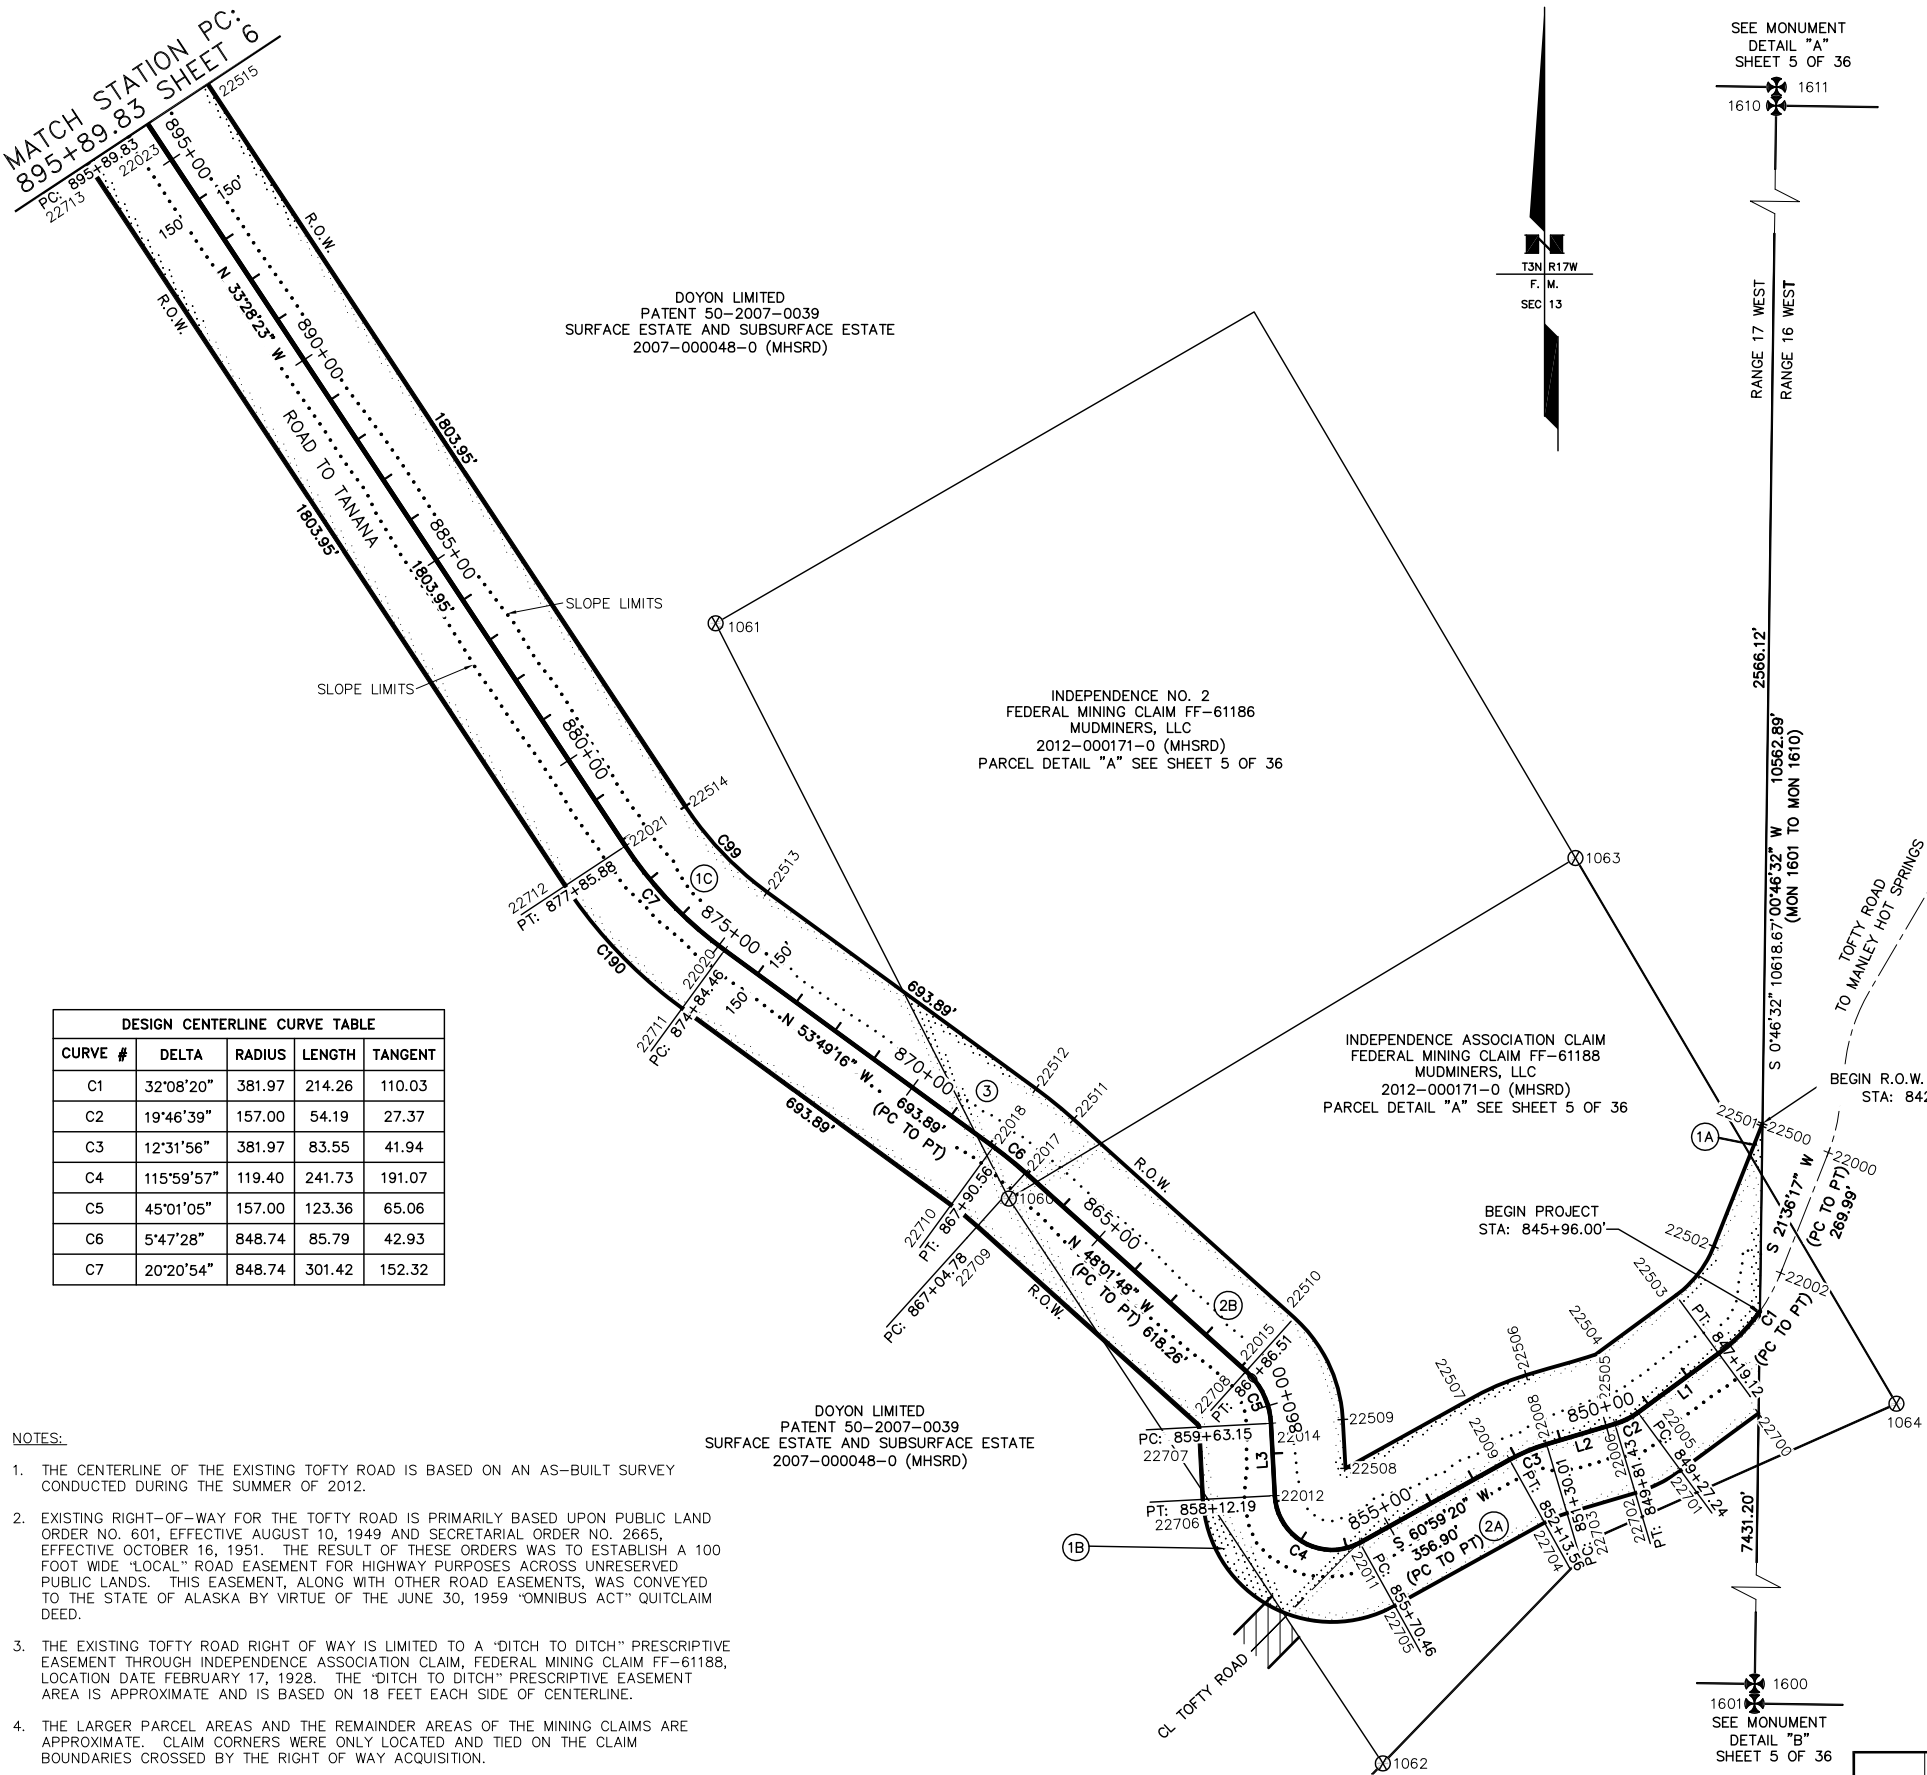 MATCH STATION PC:
895+89.83 SHEET 6
PC: 895+89.83
22713
22023
22515
895+00
150'
150'
R.O.W.
R.O.W.
N 33°28'23" W
890+00
ROAD TO TANANA
1803.95'
1803.95'
1803.95'
885+00
SLOPE LIMITS
SLOPE LIMITS
880+00
DOYON LIMITED
PATENT 50-2007-0039
SURFACE ESTATE AND SUBSURFACE ESTATE
2007-000048-0 (MHSRD)
N
T3N R17W
F. M.
SEC 13
SEE MONUMENT
DETAIL "A"
SHEET 5 OF 36
1611
1610
RANGE 17 WEST
RANGE 16 WEST
2566.12'
10562.89'
(MON 1601 TO MON 1610)
1061
INDEPENDENCE NO. 2
FEDERAL MINING CLAIM FF-61186
MUDMINERS, LLC
2012-000171-0 (MHSRD)
PARCEL DETAIL "A" SEE SHEET 5 OF 36
1063
22514
C99
22513
22021
1C
C7
22712
PT: 877+85.88
C190
875+00
22020
150'
150'
22711
PC: 874+84.46
N 53°49'16" W
693.89'
(PC TO PT)
693.89'
693.89'
870+00
3
22512
22511
22018
C6
22017
1060
22710
PT: 867+90.56
PC: 867+04.78
22709
R.O.W.
R.O.W.
865+00
N 48°01'48" W
(PC TO PT) 618.26'
2B
22510
22015
22708
C5
860+00
22509
22508
PC: 859+63.15
22707
22014
L3
PT: 858+12.19
22706
22012
1B
C4
22011
PC: 855+70.46
22705
855+00
S 60°59'20" W
356.90'
(PC TO PT)
2A
22009
22507
22506
22008
C3
PT: 852+13.56
22704
L2
PC: 851+30.01
22703
22504
22505
850+00
22006
C2
PT: 849+81.43
22702
22005
PC: 849+27.24
22701
L1
22503
22502
PT: 847+19.12
22700
C1
(PC TO PT)
22002
22000
S 21°36'17" W
(PC TO PT)
269.99'
22501
22500
1A
BEGIN PROJECT
STA: 845+96.00'
BEGIN R.O.W.
STA: 842
TOFTY ROAD
TO MANLEY HOT SPRINGS
INDEPENDENCE ASSOCIATION CLAIM
FEDERAL MINING CLAIM FF-61188
MUDMINERS, LLC
2012-000171-0 (MHSRD)
PARCEL DETAIL "A" SEE SHEET 5 OF 36
1064
7431.20'
1600
1601
SEE MONUMENT
DETAIL "B"
SHEET 5 OF 36
1062
CL TOFTY ROAD
DOYON LIMITED
PATENT 50-2007-0039
SURFACE ESTATE AND SUBSURFACE ESTATE
2007-000048-0 (MHSRD)
DESIGN CENTERLINE CURVE TABLE
CURVE # DELTA RADIUS LENGTH TANGENT
C1 32°08'20" 381.97 214.26 110.03
C2 19°46'39" 157.00 54.19 27.37
C3 12°31'56" 381.97 83.55 41.94
C4 115°59'57" 119.40 241.73 191.07
C5 45°01'05" 157.00 123.36 65.06
C6 5°47'28" 848.74 85.79 42.93
C7 20°20'54" 848.74 301.42 152.32
NOTES:
1. THE CENTERLINE OF THE EXISTING TOFTY ROAD IS BASED ON AN AS-BUILT SURVEY
CONDUCTED DURING THE SUMMER OF 2012.
2. EXISTING RIGHT-OF-WAY FOR THE TOFTY ROAD IS PRIMARILY BASED UPON PUBLIC LAND
ORDER NO. 601, EFFECTIVE AUGUST 10, 1949 AND SECRETARIAL ORDER NO. 2665,
EFFECTIVE OCTOBER 16, 1951. THE RESULT OF THESE ORDERS WAS TO ESTABLISH A 100
FOOT WIDE "LOCAL" ROAD EASEMENT FOR HIGHWAY PURPOSES ACROSS UNRESERVED
PUBLIC LANDS. THIS EASEMENT, ALONG WITH OTHER ROAD EASEMENTS, WAS CONVEYED
TO THE STATE OF ALASKA BY VIRTUE OF THE JUNE 30, 1959 "OMNIBUS ACT" QUITCLAIM
DEED.
3. THE EXISTING TOFTY ROAD RIGHT OF WAY IS LIMITED TO A "DITCH TO DITCH" PRESCRIPTIVE
EASEMENT THROUGH INDEPENDENCE ASSOCIATION CLAIM, FEDERAL MINING CLAIM FF-61188,
LOCATION DATE FEBRUARY 17, 1928. THE "DITCH TO DITCH" PRESCRIPTIVE EASEMENT
AREA IS APPROXIMATE AND IS BASED ON 18 FEET EACH SIDE OF CENTERLINE.
4. THE LARGER PARCEL AREAS AND THE REMAINDER AREAS OF THE MINING CLAIMS ARE
APPROXIMATE. CLAIM CORNERS WERE ONLY LOCATED AND TIED ON THE CLAIM
BOUNDARIES CROSSED BY THE RIGHT OF WAY ACQUISITION.